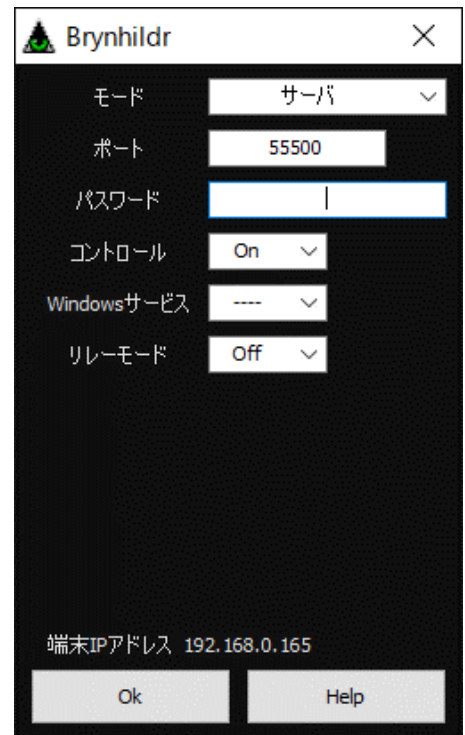 Brynhildr
モード サーバ
ポート 55500
パスワード
コントロール On
Windowsサービス ----
リレーモード Off
端末IPアドレス 192.168.0.165
Ok Help